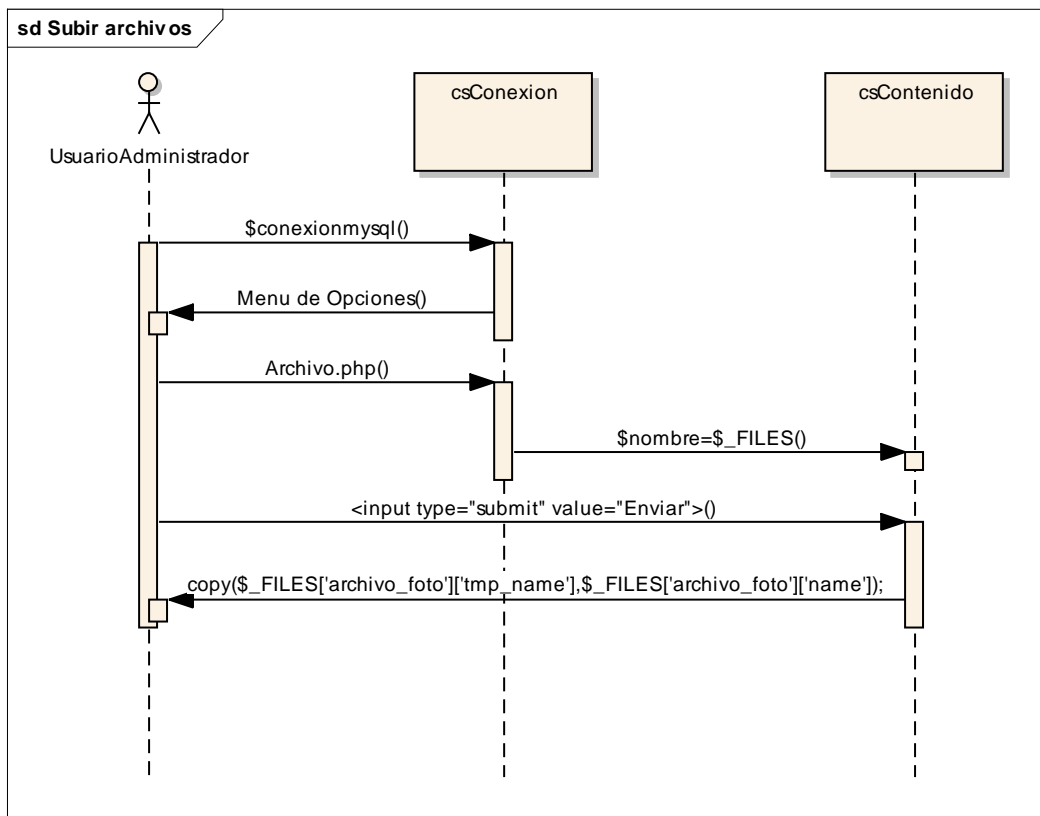 sd Subir archivos
csConexion
csContenido
UsuarioAdministrador
$conexionmysql()
Menu de Opciones()
Archivo.php()
$nombre=$_FILES()
<input type="submit" value="Enviar">()
copy($_FILES['archivo_foto']['tmp_name'],$_FILES['archivo_foto']['name']);